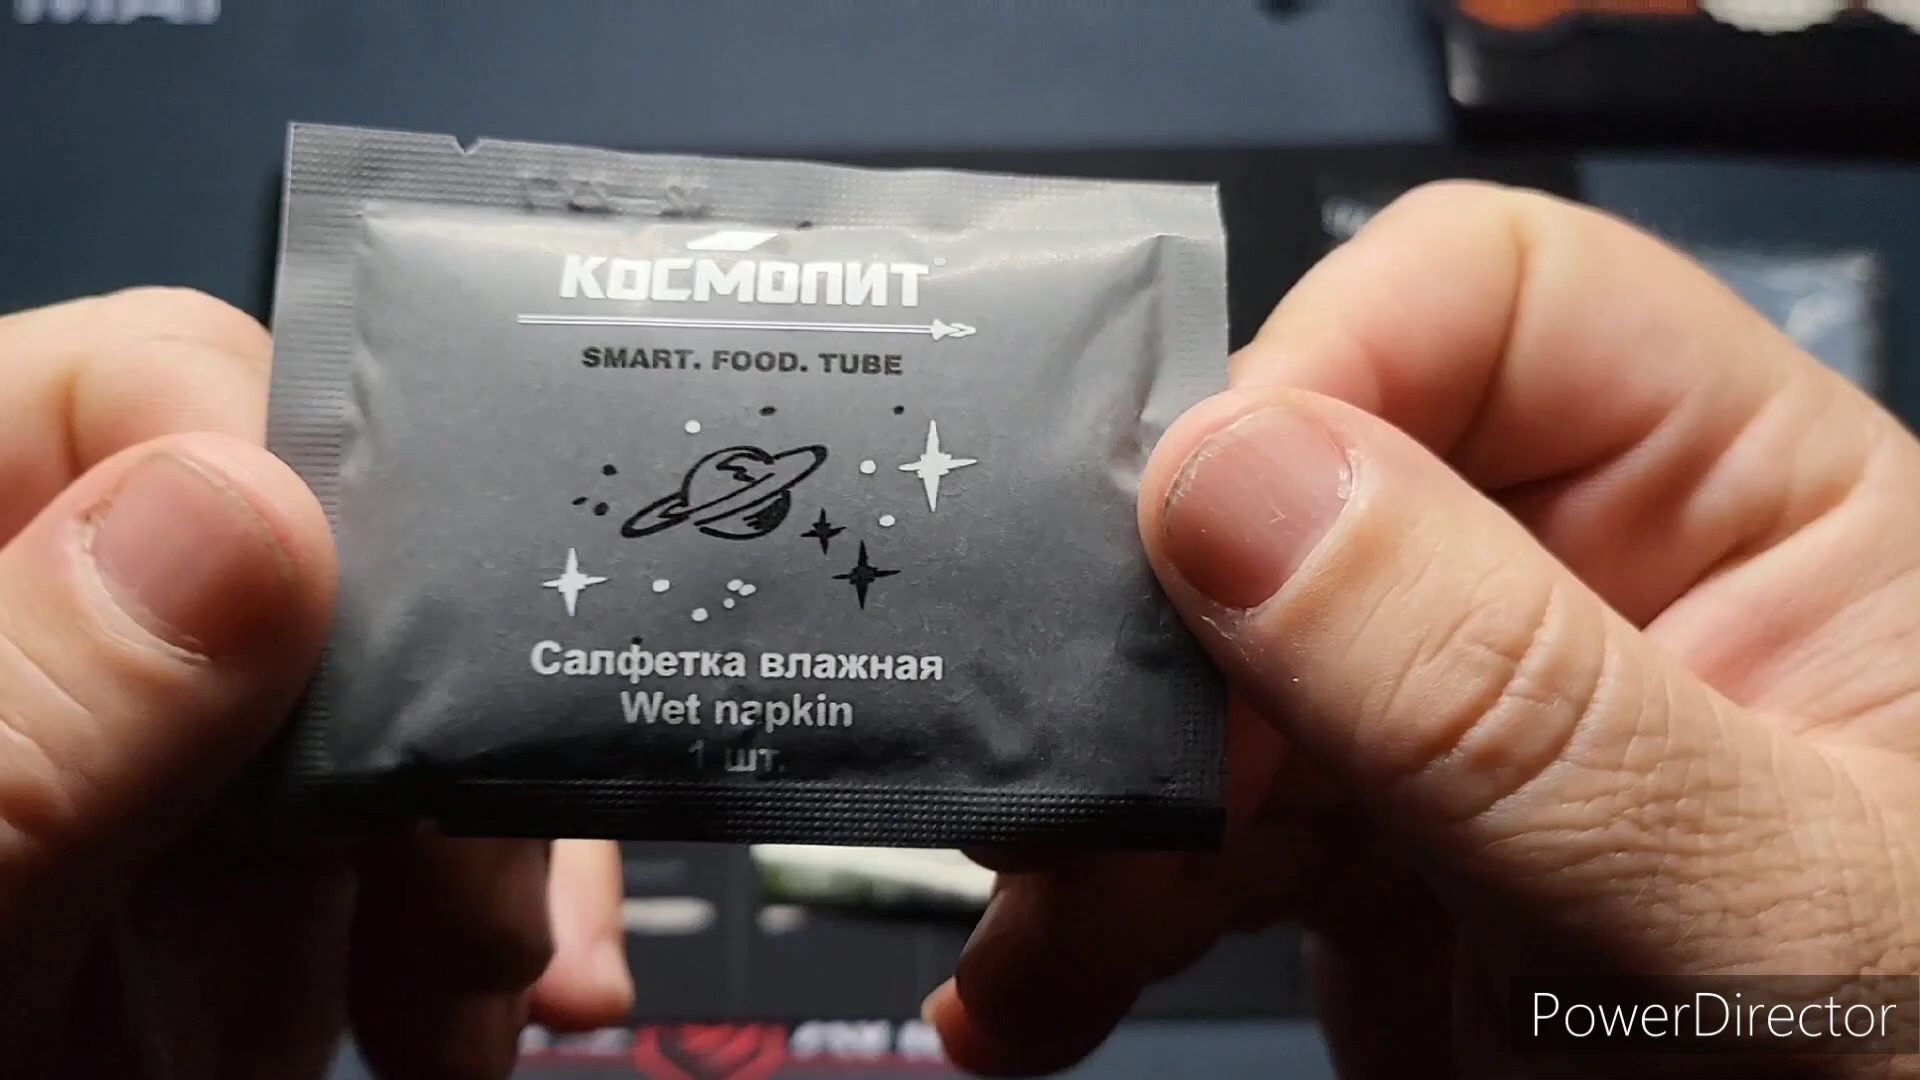 КОСМОПИТ
SMART. FOOD. TUBE
Салфетка влажная
Wet napkin
1 шт.
PowerDirector